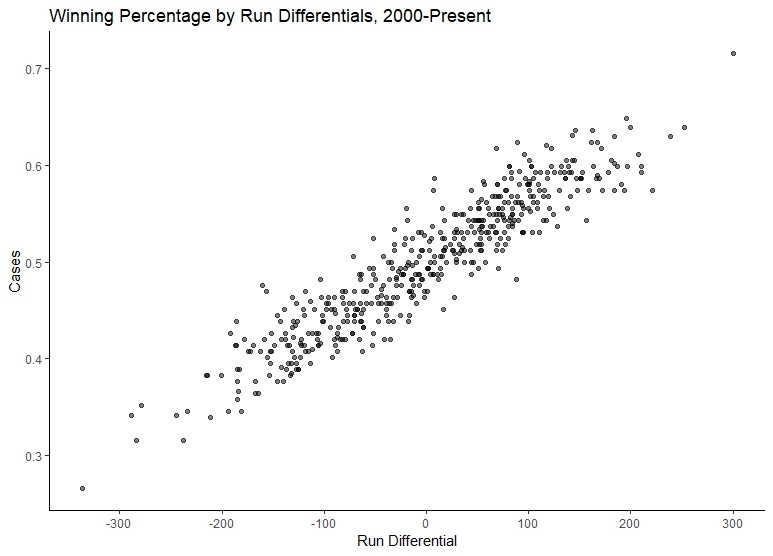 Winning Percentage by Run Differentials, 2000-Present
0.7
0.6
0.5
0.4
0.3
Cases
-300 -200 -100 0 100 200 300
Run Differential